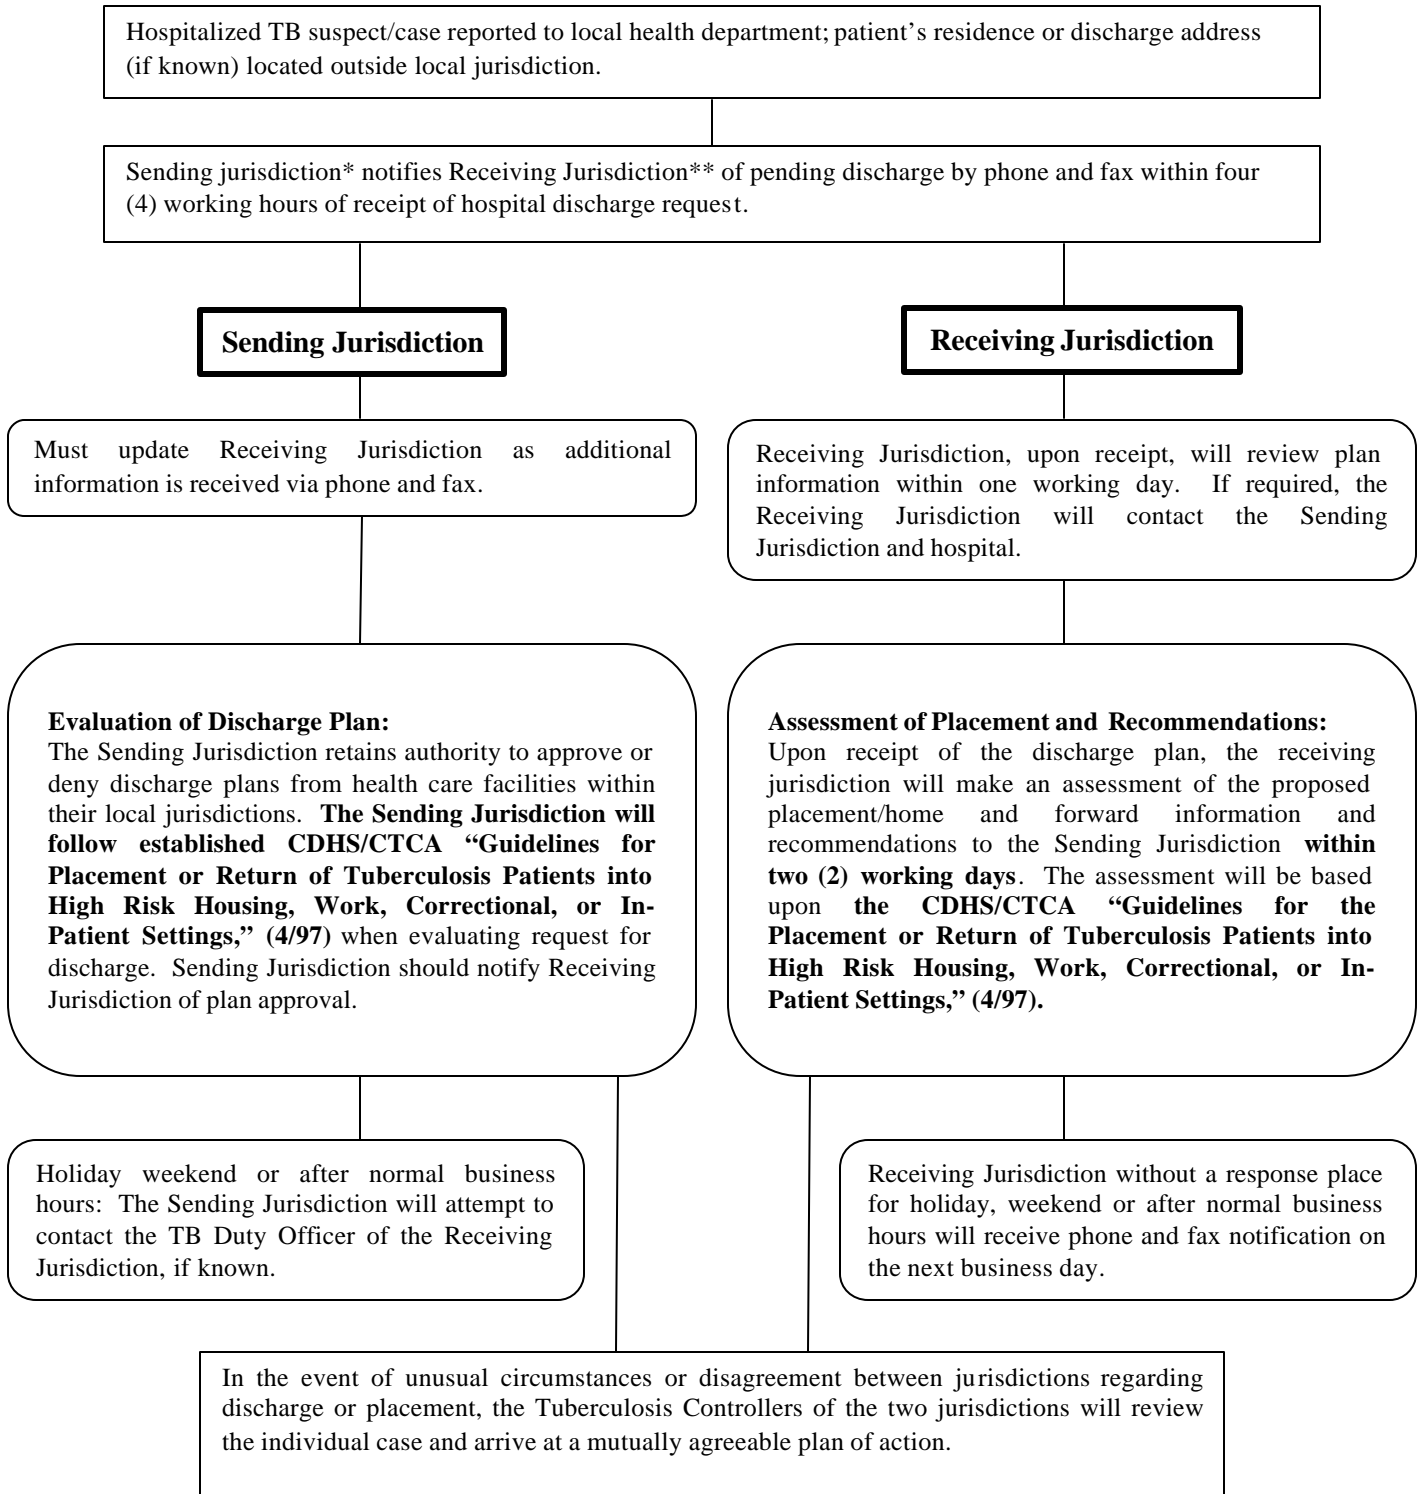 Hospitalized TB suspect/case reported to local health department; patient’s residence or discharge address
(if known) located outside local jurisdiction.
Sending jurisdiction* notifies Receiving Jurisdiction** of pending discharge by phone and fax within four
(4) working hours of receipt of hospital discharge request.
Sending Jurisdiction
Receiving Jurisdiction
Must update Receiving Jurisdiction as additional
information is received via phone and fax.
Receiving Jurisdiction, upon receipt, will review plan
information within one working day. If required, the
Receiving Jurisdiction will contact the Sending
Jurisdiction and hospital.
Evaluation of Discharge Plan:
The Sending Jurisdiction retains authority to approve or
deny discharge plans from health care facilities within
their local jurisdictions. The Sending Jurisdiction will
follow established CDHS/CTCA “Guidelines for
Placement or Return of Tuberculosis Patients into
High Risk Housing, Work, Correctional, or In-
Patient Settings,” (4/97) when evaluating request for
discharge. Sending Jurisdiction should notify Receiving
Jurisdiction of plan approval.
Assessment of Placement and Recommendations:
Upon receipt of the discharge plan, the receiving
jurisdiction will make an assessment of the proposed
placement/home and forward information and
recommendations to the Sending Jurisdiction within
two (2) working days. The assessment will be based
upon the CDHS/CTCA “Guidelines for the
Placement or Return of Tuberculosis Patients into
High Risk Housing, Work, Correctional, or In-
Patient Settings,” (4/97).
Holiday weekend or after normal business
hours: The Sending Jurisdiction will attempt to
contact the TB Duty Officer of the Receiving
Jurisdiction, if known.
Receiving Jurisdiction without a response place
for holiday, weekend or after normal business
hours will receive phone and fax notification on
the next business day.
In the event of unusual circumstances or disagreement between jurisdictions regarding
discharge or placement, the Tuberculosis Controllers of the two jurisdictions will review
the individual case and arrive at a mutually agreeable plan of action.